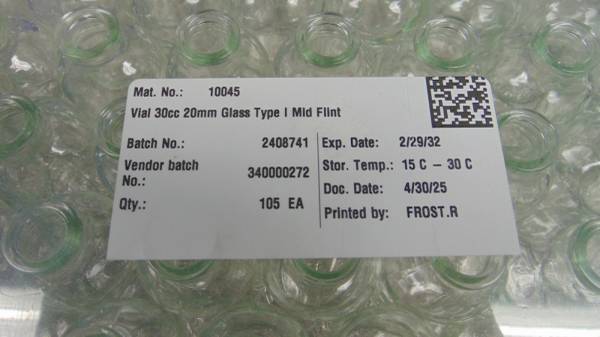 Mat. No.: 10045
Vial 30cc 20mm Glass Type I Mid Flint
Batch No.: 2408741
Vendor batch No.: 340000272
Qty.: 105 EA
Exp. Date: 2/29/32
Stor. Temp.: 15 C - 30 C
Doc. Date: 4/30/25
Printed by: FROST.R